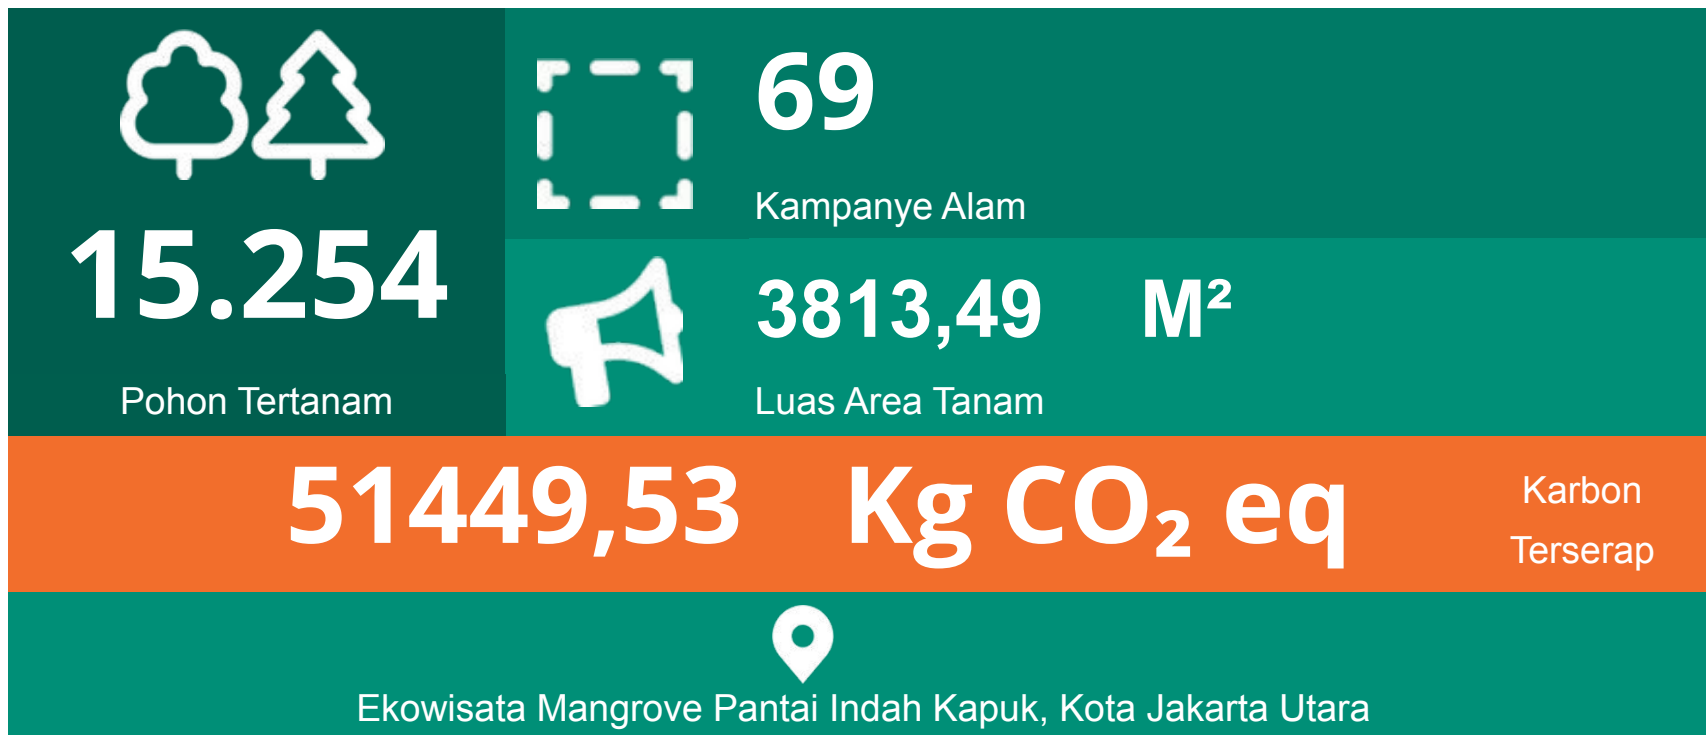 15.254
Pohon Tertanam
69
Kampanye Alam
3813,49 M²
Luas Area Tanam
51449,53 Kg CO₂ eq
Karbon
Terserap
Ekowisata Mangrove Pantai Indah Kapuk, Kota Jakarta Utara